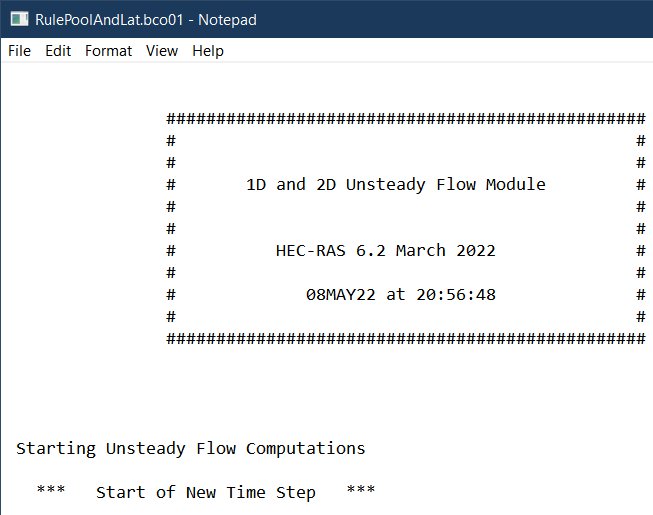 RulePoolAndLat.bco01 - Notepad
File Edit Format View Help
################################################
# #
# #
# 1D and 2D Unsteady Flow Module #
# #
# #
# HEC-RAS 6.2 March 2022 #
# #
# 08MAY22 at 20:56:48 #
# #
################################################
Starting Unsteady Flow Computations
*** Start of New Time Step ***